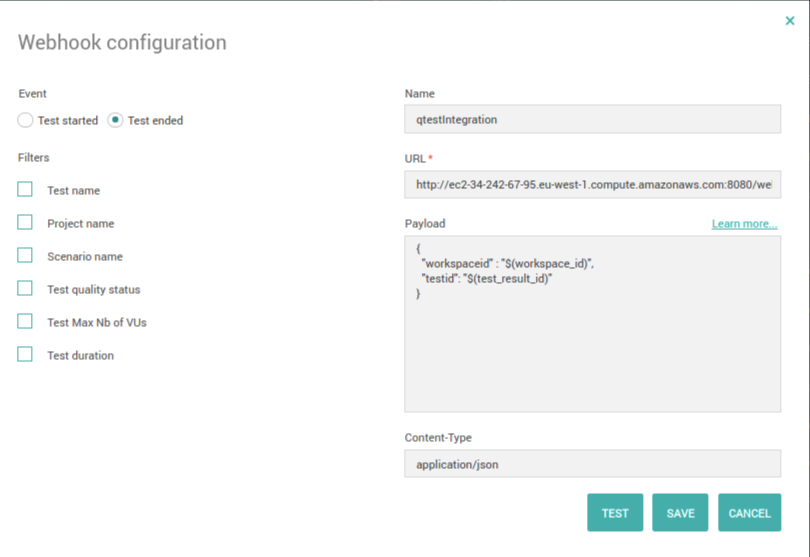 Webhook configuration
Event
Test started
Test ended
Filters
Test name
Project name
Scenario name
Test quality status
Test Max Nb of VUs
Test duration
Name
qtestIntegration
URL *
http://ec2-34-242-67-95.eu-west-1.compute.amazonaws.com:8080/we
Payload
Learn more...
{
"workspaceid" : "$(workspace_id)",
"testid": "$(test_result_id)"
}
Content-Type
application/json
TEST
SAVE
CANCEL